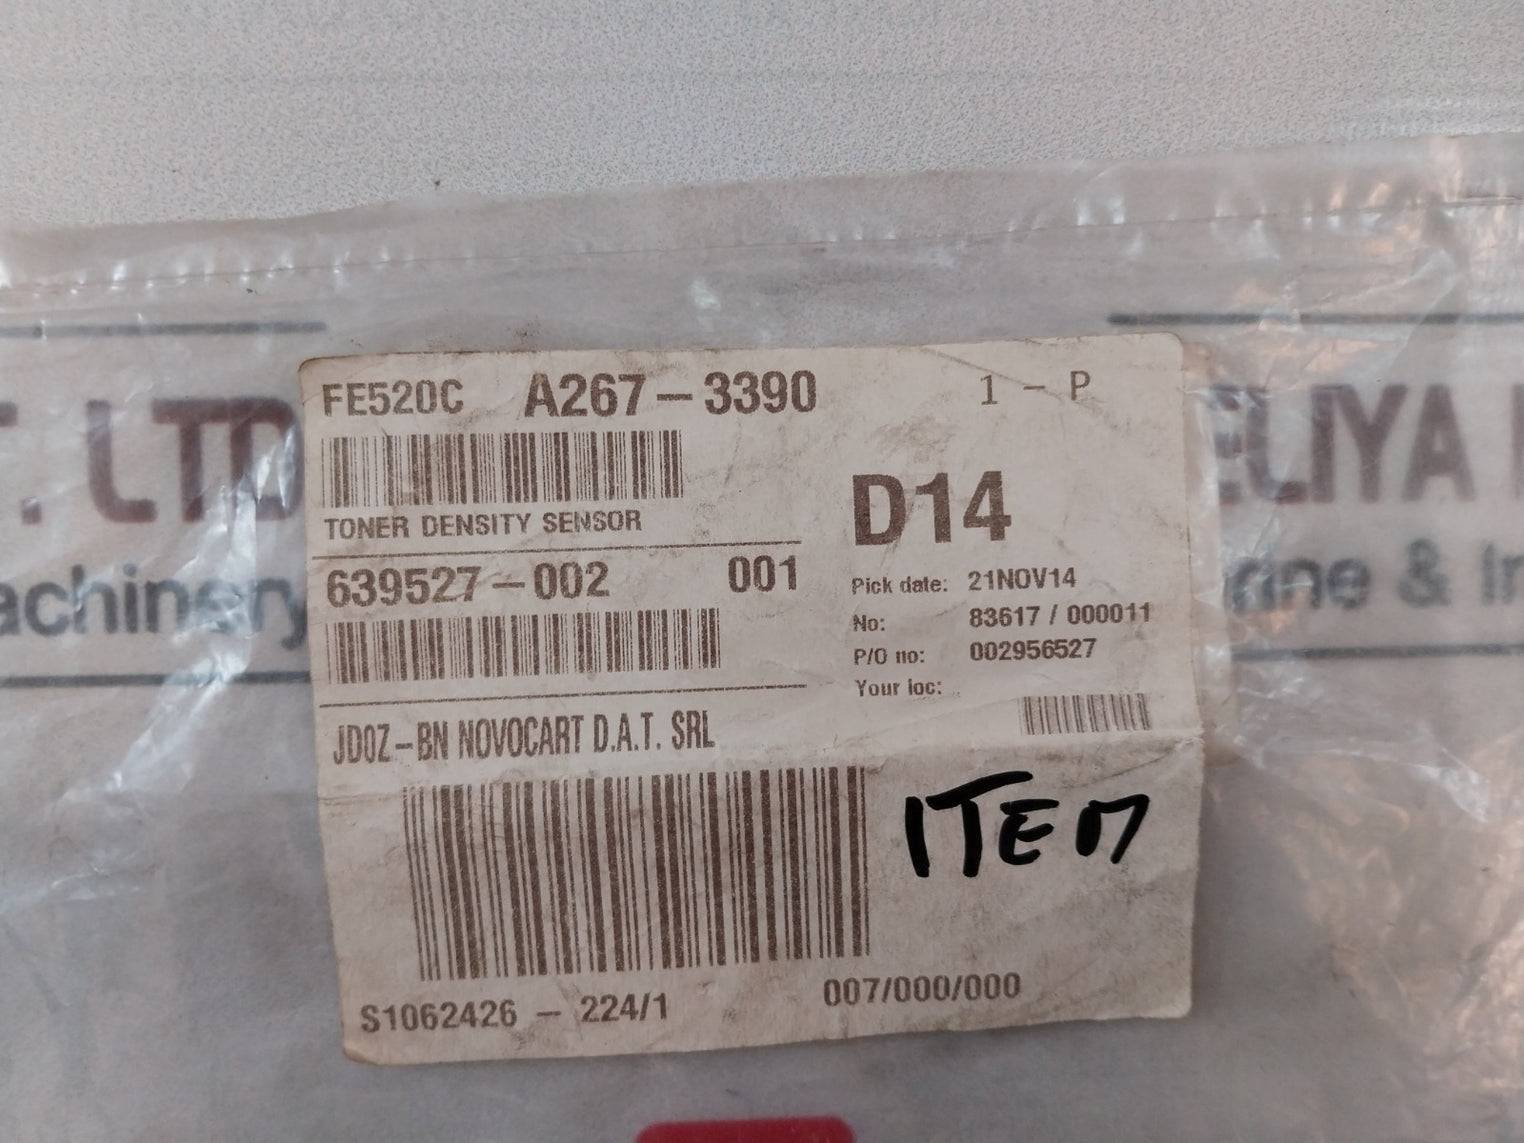 FE520C A267-3390 1 - P
TONER DENSITY SENSOR
D14
639527-002 001
Pick date: 21NOV14
No: 83617 / 000011
P/O no: 002956527
Your loc:
JD0Z-BN NOVOCART D.A.T. SRL
ITEM
S1062426 - 224/1 007/000/000
T. LTD
achinery
ELIYA
rine & In